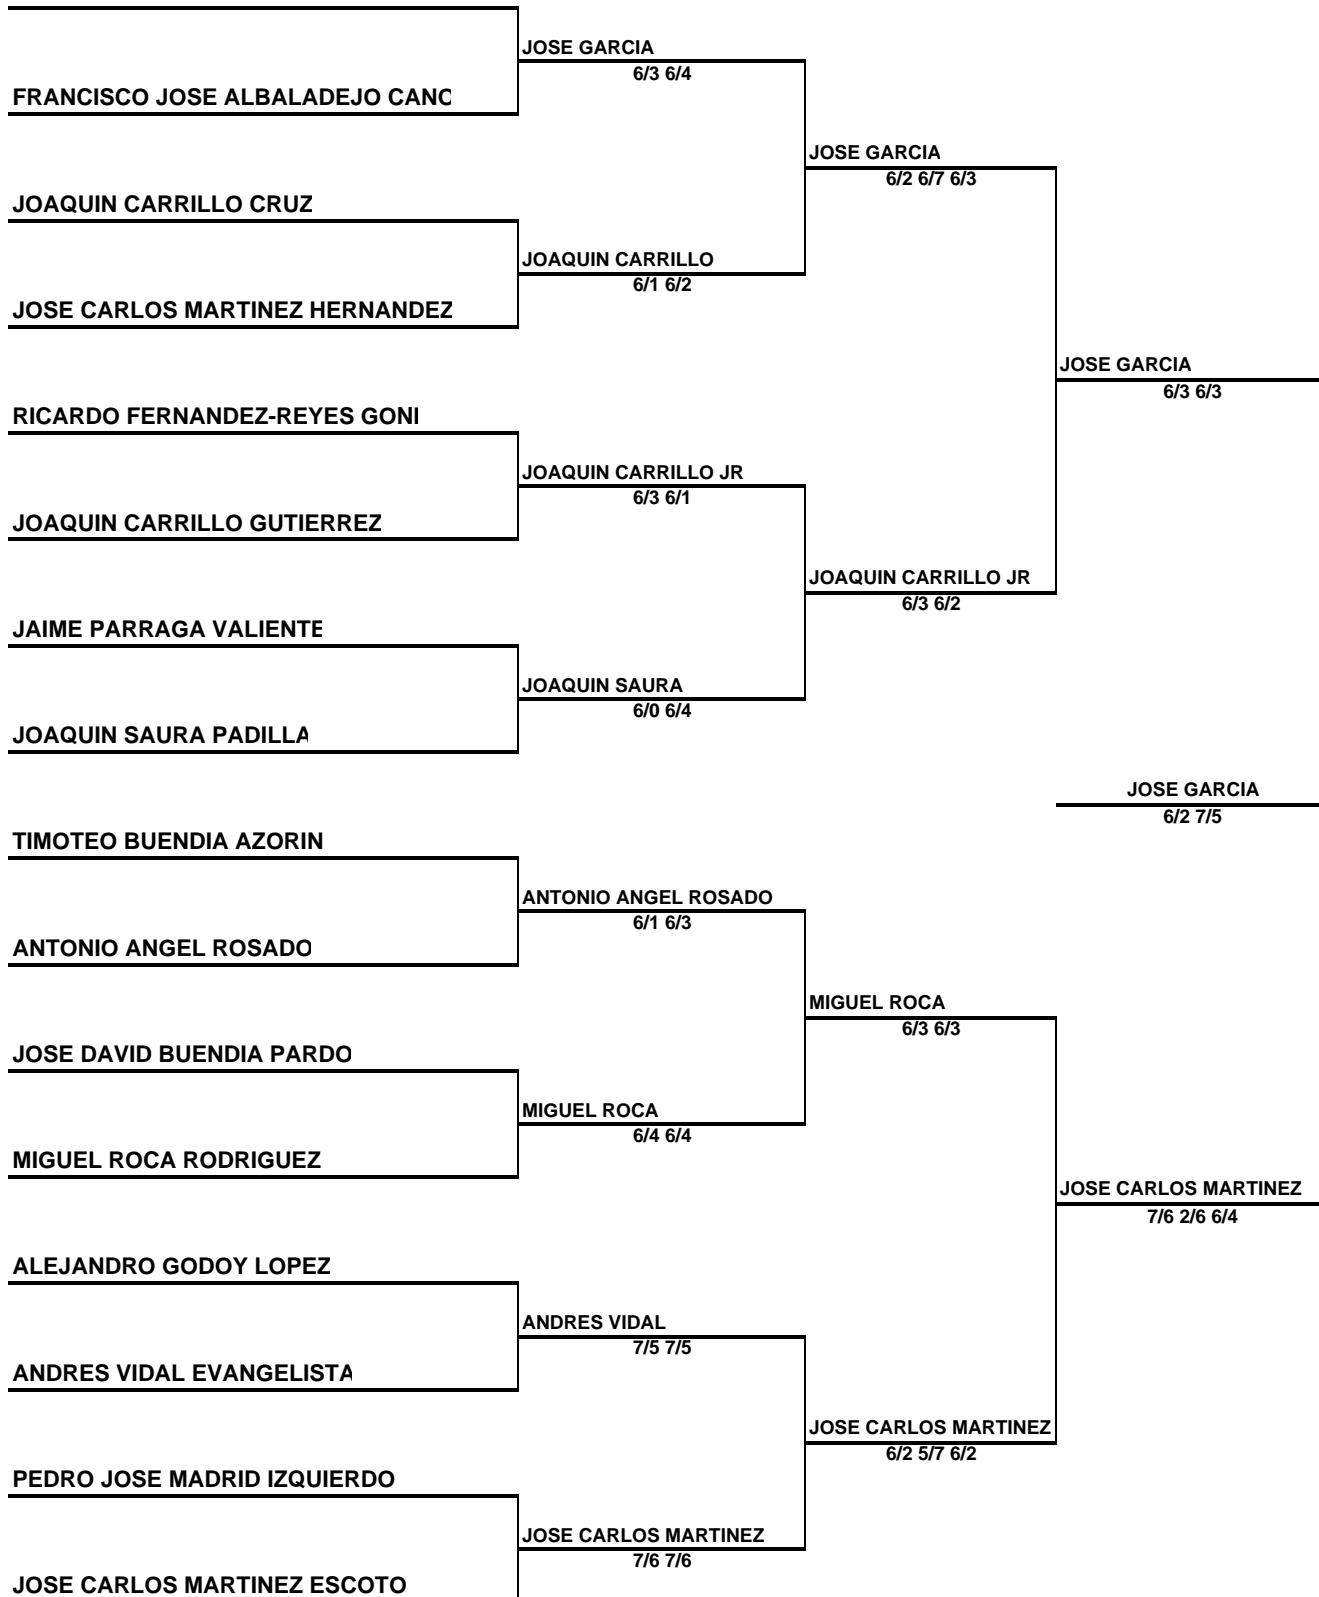 JOSE GARCIA
6/3 6/4
FRANCISCO JOSE ALBALADEJO CANO
JOSE GARCIA
6/2 6/7 6/3
JOAQUIN CARRILLO CRUZ
JOAQUIN CARRILLO
6/1 6/2
JOSE CARLOS MARTINEZ HERNANDEZ
JOSE GARCIA
6/3 6/3
RICARDO FERNANDEZ-REYES GONI
JOAQUIN CARRILLO JR
6/3 6/1
JOAQUIN CARRILLO GUTIERREZ
JOAQUIN CARRILLO JR
6/3 6/2
JAIME PARRAGA VALIENTE
JOAQUIN SAURA
6/0 6/4
JOAQUIN SAURA PADILLA
JOSE GARCIA
6/2 7/5
TIMOTEO BUENDIA AZORIN
ANTONIO ANGEL ROSADO
6/1 6/3
ANTONIO ANGEL ROSADO
MIGUEL ROCA
6/3 6/3
JOSE DAVID BUENDIA PARDO
MIGUEL ROCA
6/4 6/4
MIGUEL ROCA RODRIGUEZ
JOSE CARLOS MARTINEZ
7/6 2/6 6/4
ALEJANDRO GODOY LOPEZ
ANDRES VIDAL
7/5 7/5
ANDRES VIDAL EVANGELISTA
JOSE CARLOS MARTINEZ
6/2 5/7 6/2
PEDRO JOSE MADRID IZQUIERDO
JOSE CARLOS MARTINEZ
7/6 7/6
JOSE CARLOS MARTINEZ ESCOTO